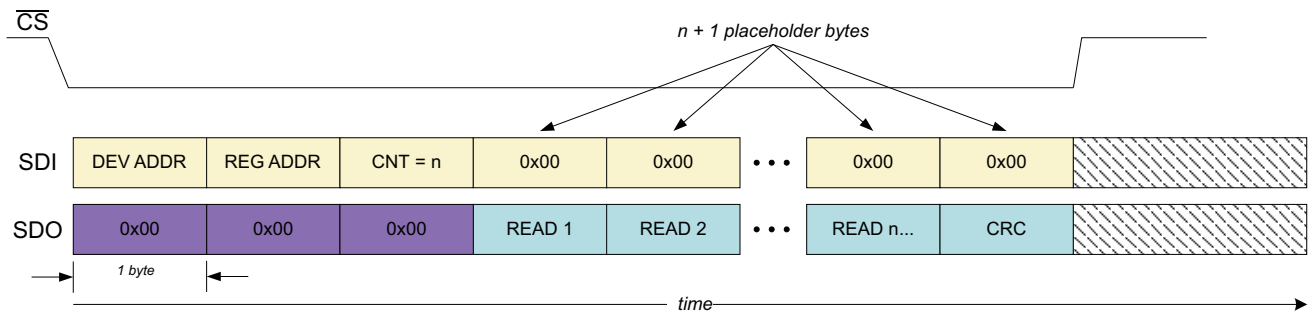 CS
n + 1 placeholder bytes
SDI DEV ADDR REG ADDR CNT = n 0x00 0x00 • • • 0x00 0x00
SDO 0x00 0x00 0x00 READ 1 READ 2 • • • READ n... CRC
1 byte
time